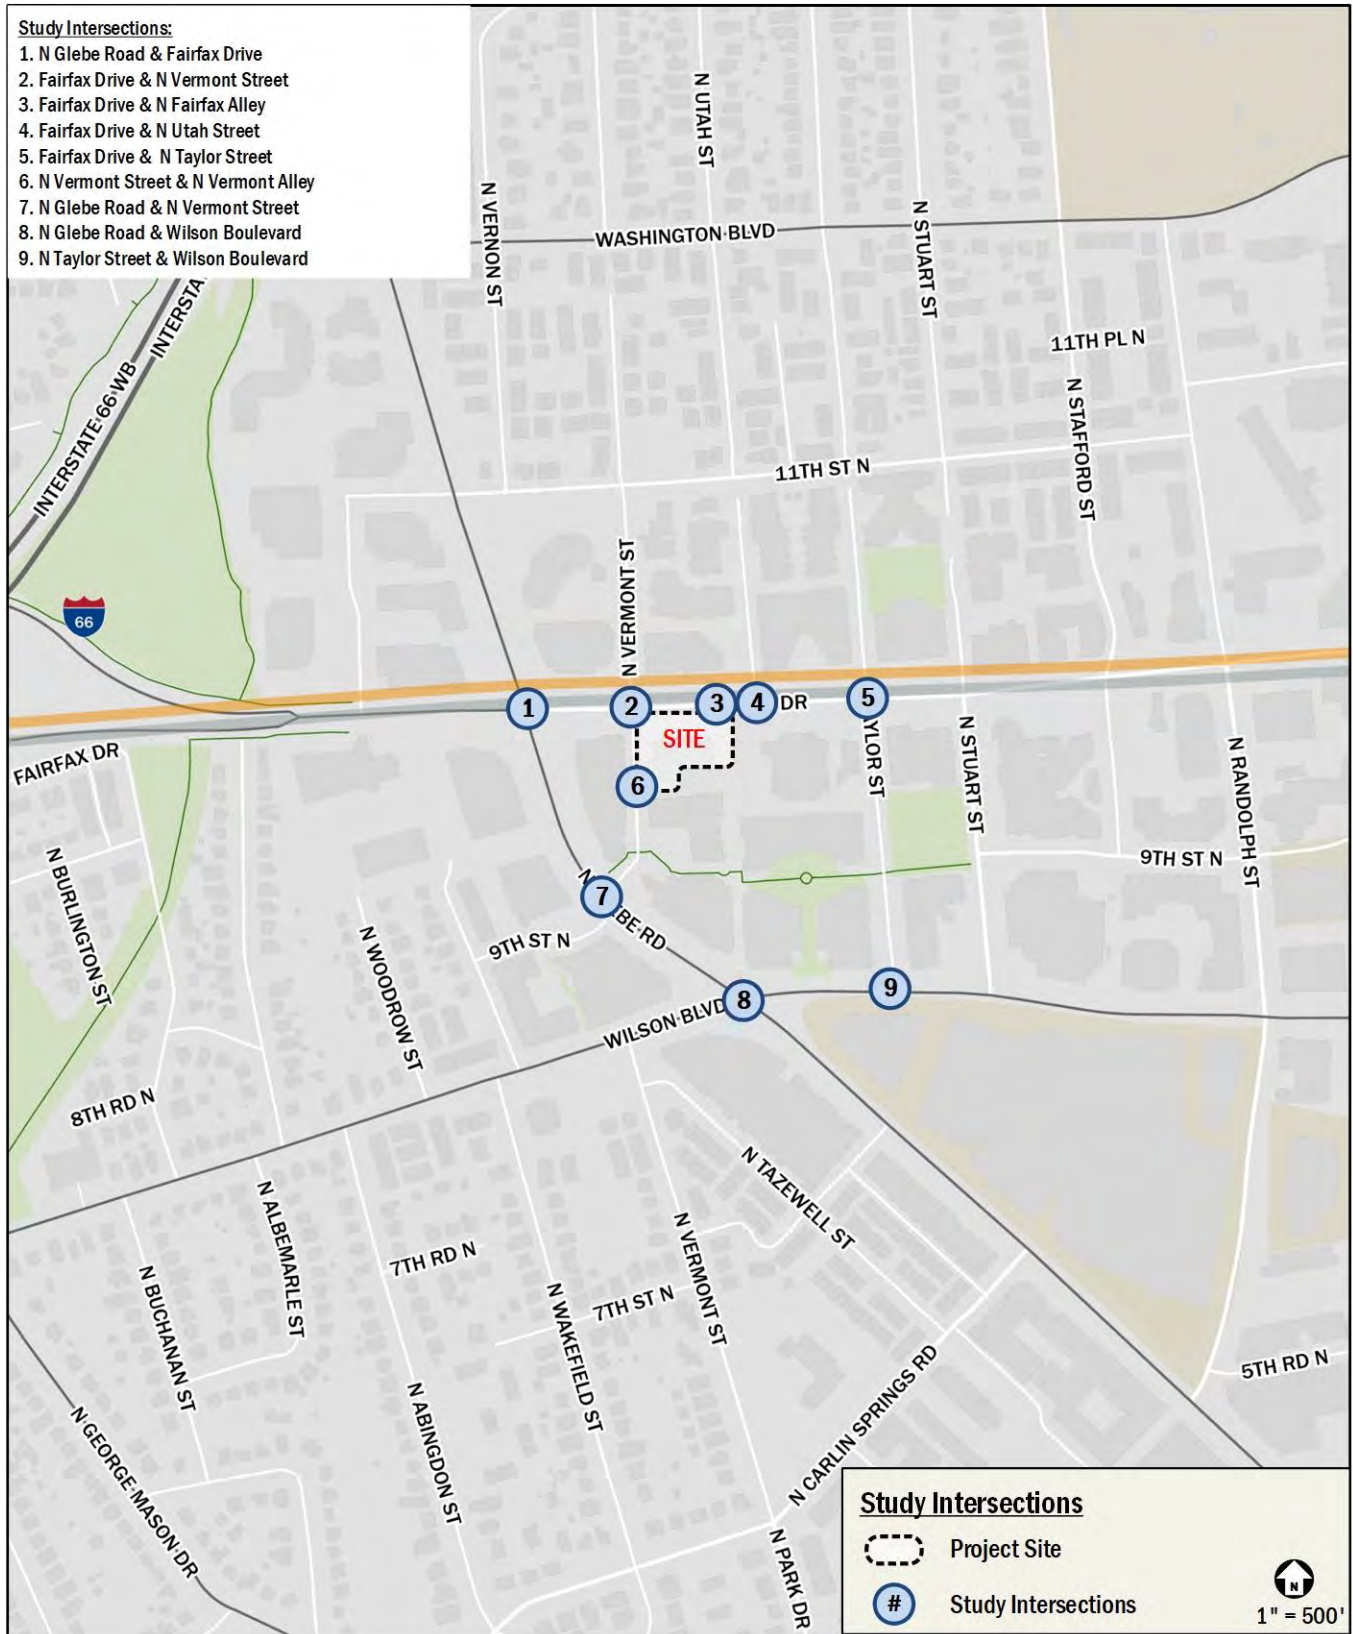 Study Intersections:
1. N Glebe Road & Fairfax Drive
2. Fairfax Drive & N Vermont Street
3. Fairfax Drive & N Fairfax Alley
4. Fairfax Drive & N Utah Street
5. Fairfax Drive & N Taylor Street
6. N Vermont Street & N Vermont Alley
7. N Glebe Road & N Vermont Street
8. N Glebe Road & Wilson Boulevard
9. N Taylor Street & Wilson Boulevard
N UTAH ST
N VERNON ST
WASHINGTON BLVD
N STUART ST
INTERSTA
INTERSTATE 66 WB
11TH PL N
N STAFFORD ST
11TH ST N
N VERMONT ST
66
1
2
3
4
DR
5
SITE
YLOR ST
6
FAIRFAX DR
N STUART ST
N RANDOLPH ST
9TH ST N
N BURLINGTON ST
N
7
BE RD
9TH ST N
N WOODROW ST
8
9
WILSON BLVD
8TH RD N
N TAZEWELL ST
N ALBEMARLE ST
N VERMONT ST
7TH RD N
N BUCHANAN ST
N WAKEFIELD ST
7TH ST N
5TH RD N
N CARLIN SPRINGS RD
N ABINGDON ST
N GEORGE MASON DR
N PARK DR
Study Intersections
Project Site
# Study Intersections
N
1" = 500'